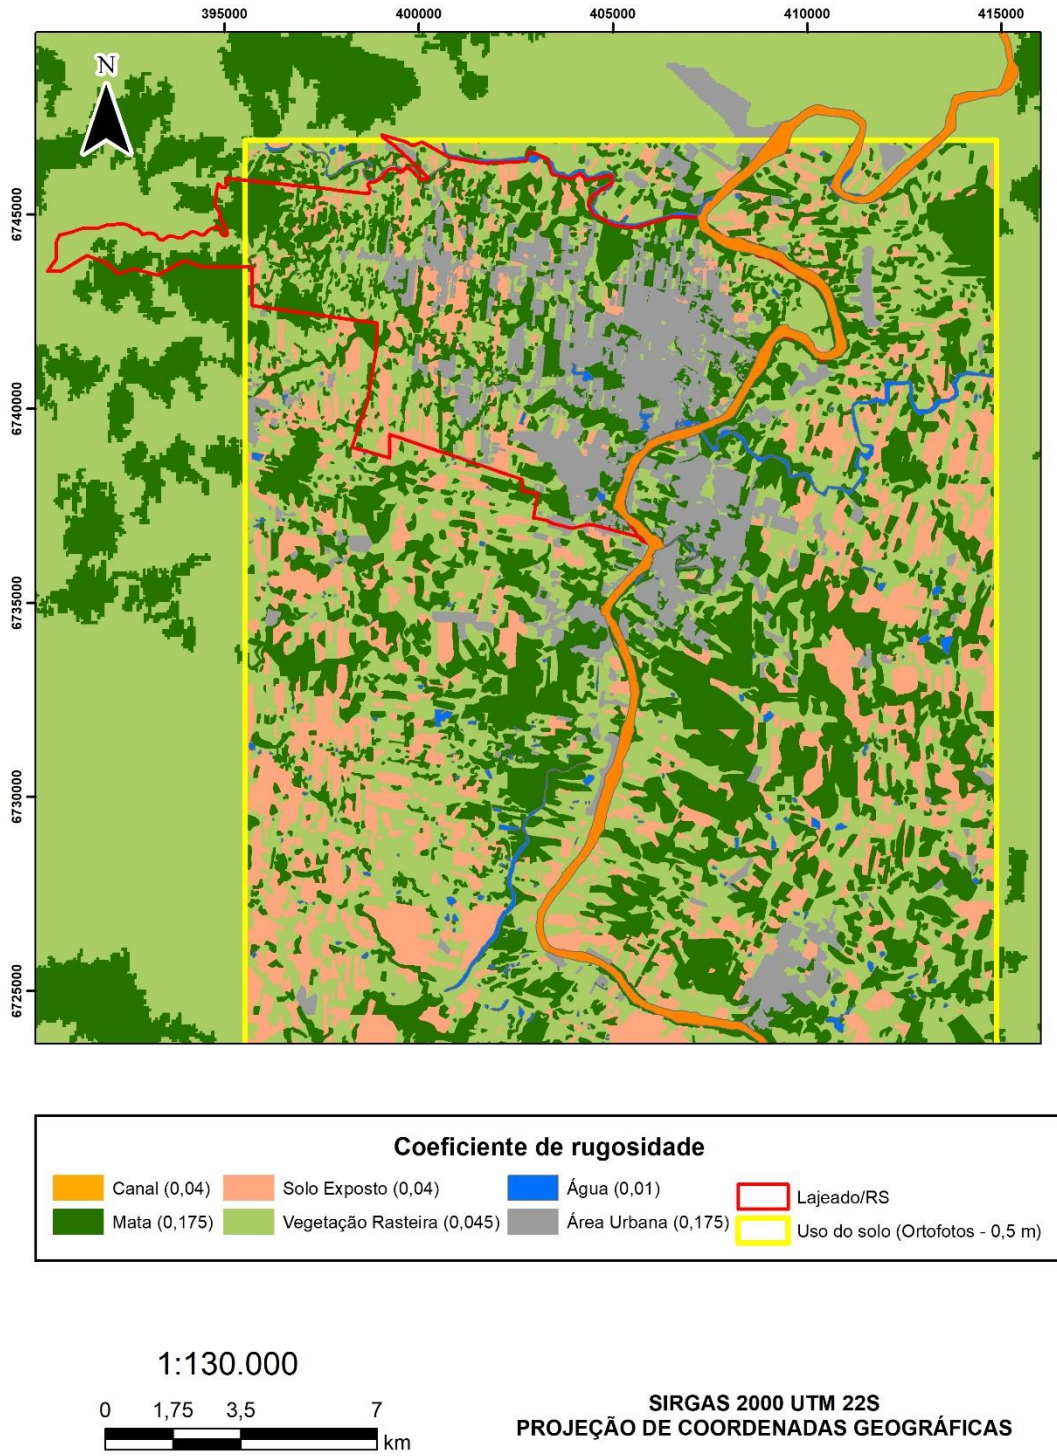 395000 400000 405000 410000 415000
N
6745000
6740000
6735000
6730000
6725000
Coeficiente de rugosidade
Canal (0,04) Solo Exposto (0,04) Água (0,01) Lajeado/RS
Mata (0,175) Vegetação Rasteira (0,045) Área Urbana (0,175) Uso do solo (Ortofotos - 0,5 m)
1:130.000
0 1,75 3,5 7
km
SIRGAS 2000 UTM 22S
PROJEÇÃO DE COORDENADAS GEOGRÁFICAS